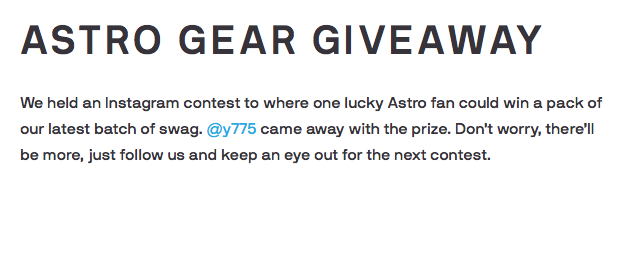 ASTRO GEAR GIVEAWAY
We held an Instagram contest to where one lucky Astro fan could win a pack of
our latest batch of swag. @y775 came away with the prize. Don't worry, there'll
be more, just follow us and keep an eye out for the next contest.